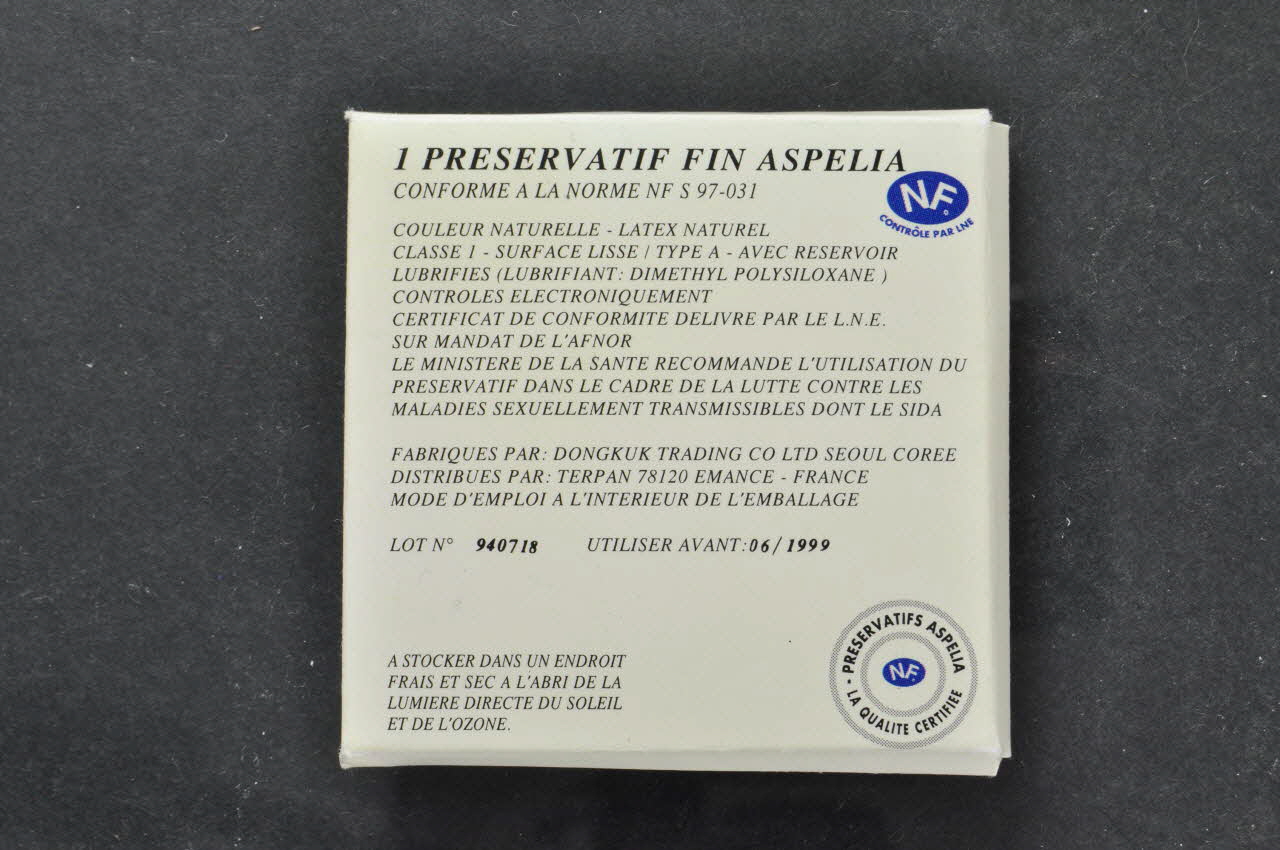 1 PRESERVATIF FIN ASPELIA
CONFORME A LA NORME NF S 97-031
NF
CONTRÔLE PAR LNE
COULEUR NATURELLE - LATEX NATUREL
CLASSE 1 - SURFACE LISSE / TYPE A - AVEC RESERVOIR
LUBRIFIES (LUBRIFIANT: DIMETHYL POLYSILOXANE )
CONTROLES ELECTRONIQUEMENT
CERTIFICAT DE CONFORMITE DELIVRE PAR LE L.N.E.
SUR MANDAT DE L'AFNOR
LE MINISTERE DE LA SANTE RECOMMANDE L'UTILISATION DU
PRESERVATIF DANS LE CADRE DE LA LUTTE CONTRE LES
MALADIES SEXUELLEMENT TRANSMISSIBLES DONT LE SIDA
FABRIQUES PAR: DONGKUK TRADING CO LTD SEOUL COREE
DISTRIBUES PAR: TERPAN 78120 EMANCE - FRANCE
MODE D'EMPLOI A L'INTERIEUR DE L'EMBALLAGE
LOT N° 940718 UTILISER AVANT:06/1999
A STOCKER DANS UN ENDROIT
FRAIS ET SEC A L'ABRI DE LA
LUMIERE DIRECTE DU SOLEIL
ET DE L'OZONE.
PRESERVATIFS ASPELIA -
LA QUALITE CERTIFIEE
NF